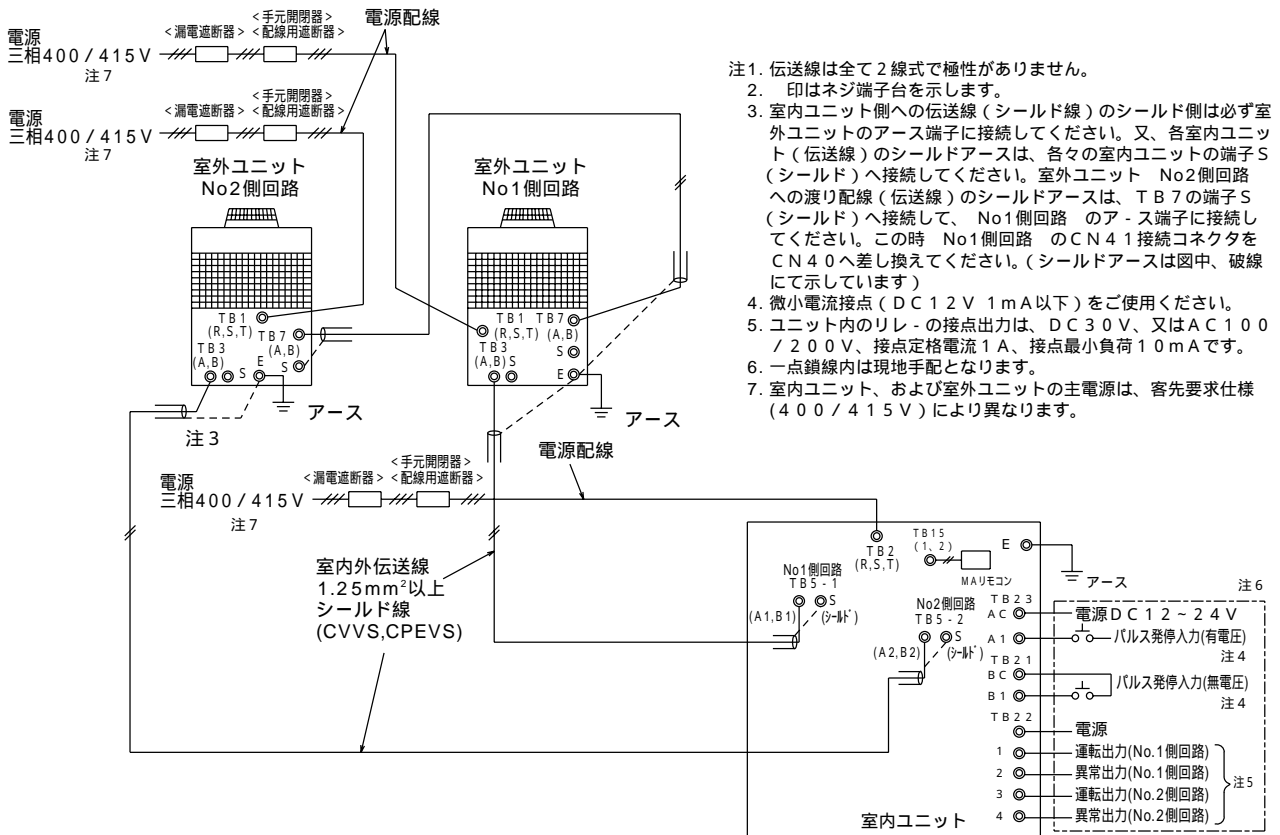 電源
三相400/415V
注7
<漏電遮断器>
<手元開閉器>
<配線用遮断器>
電源配線
電源
三相400/415V
注7
<漏電遮断器>
<手元開閉器>
<配線用遮断器>
室外ユニット
No2側回路
TB1
(R,S,T)
TB7
(A,B)
TB3
(A,B)
S
E
S
アース
注3
室外ユニット
No1側回路
TB1
(R,S,T)
TB7
(A,B)
TB3
(A,B)
S
S
E
アース
注1. 伝送線は全て2線式で極性がありません。
2. 印はネジ端子台を示します。
3. 室内ユニット側への伝送線(シールド線)のシールド側は必ず室
外ユニットのアース端子に接続してください。又、各室内ユニッ
ト(伝送線)のシールドアースは、各々の室内ユニットの端子S
(シールド)へ接続してください。室外ユニット No2側回路
への渡り配線(伝送線)のシールドアースは、TB7の端子S
(シールド)へ接続して、 No1側回路 のア-ス端子に接続し
てください。この時 No1側回路 のCN41接続コネクタを
CN40へ差し換えてください。(シールドアースは図中、破線
にて示しています)
4. 微小電流接点(DC12V 1mA以下)をご使用ください。
5. ユニット内のリレ-の接点出力は、DC30V、又はAC100
/200V、接点定格電流1A、接点最小負荷10mAです。
6. 一点鎖線内は現地手配となります。
7. 室内ユニット、および室外ユニットの主電源は、客先要求仕様
(400/415V)により異なります。
電源
三相400/415V
注7
<漏電遮断器>
<手元開閉器>
<配線用遮断器>
電源配線
室内外伝送線
1.25mm²以上
シールド線
(CVVS,CPEVS)
TB2
(R,S,T)
TB15
(1、2)
MAリモコン
E
アース
No1側回路
TB5-1
S
(A1,B1)
(シールド)
No2側回路
TB5-2
S
(A2,B2)
(シールド)
注6
TB23
AC
電源DC12~24V
A1
パルス発停入力(有電圧)
注4
TB21
BC
パルス発停入力(無電圧)
B1
注4
TB22
電源
1
運転出力(No.1側回路)
2
異常出力(No.1側回路)
3
運転出力(No.2側回路)
4
異常出力(No.2側回路)
注5
室内ユニット